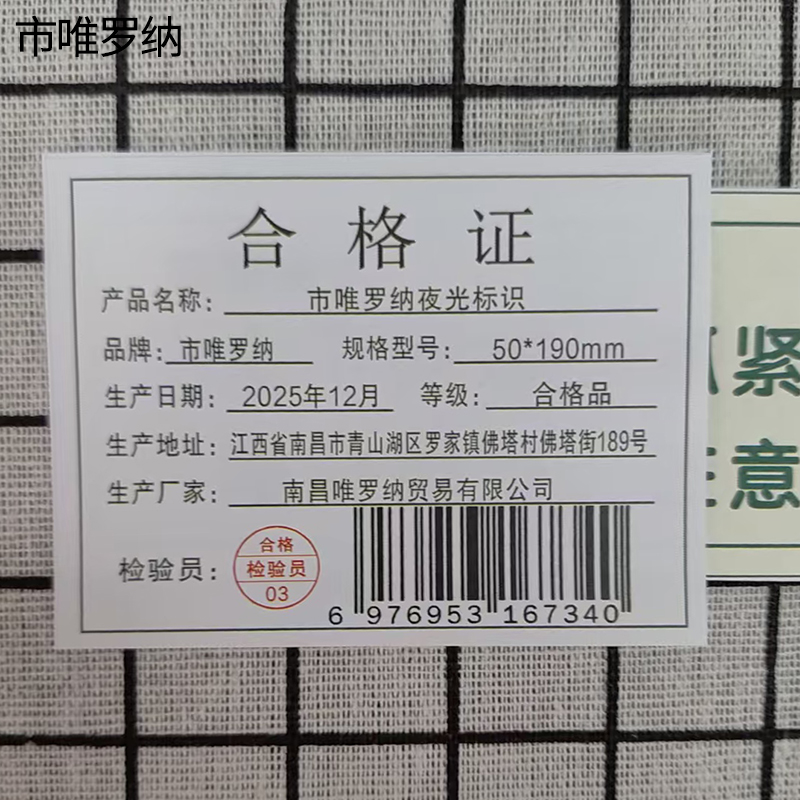 市唯罗纳
合格证
产品名称: 市唯罗纳夜光标识
品牌: 市唯罗纳 规格型号: 50*190mm
生产日期: 2025年12月 等级: 合格品
生产地址: 江西省南昌市青山湖区罗家镇佛塔村佛塔街189号
生产厂家: 南昌唯罗纳贸易有限公司
检验员:
合格
检验员
03
6 976953 167340
紧
意